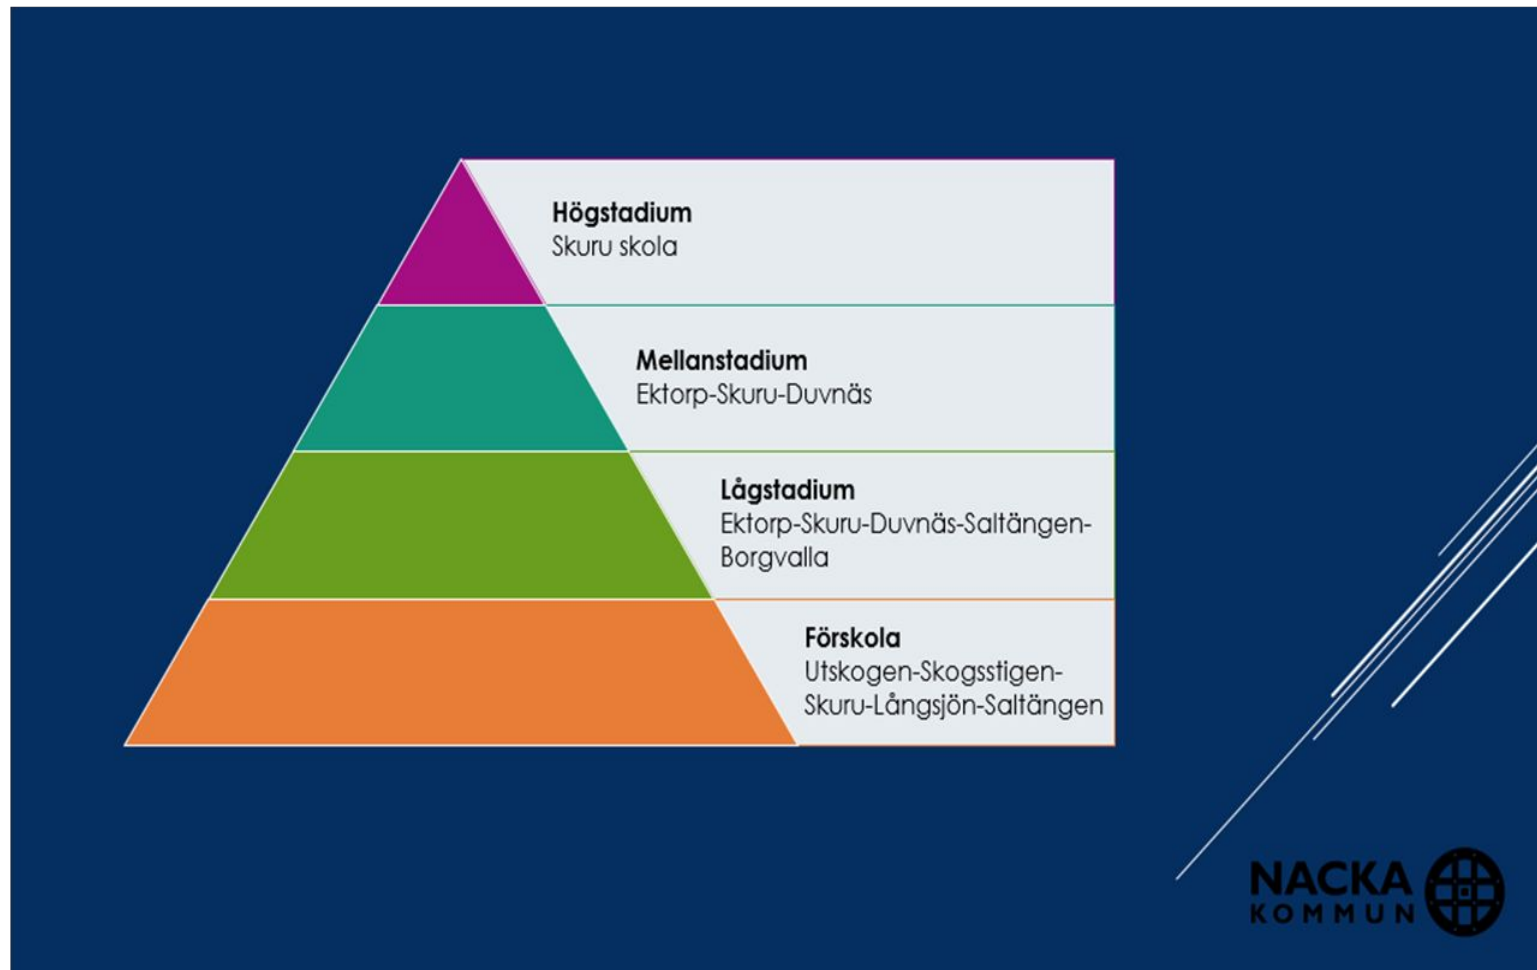 Högstadium
Skuru skola
Mellanstadium
Ektorp-Skuru-Duvnäs
Lågstadium
Ektorp-Skuru-Duvnäs-Saltängen-
Borgvalla
Förskola
Utskogen-Skogsstigen-
Skuru-Långsjön-Saltängen
NACKA
KOMMUN